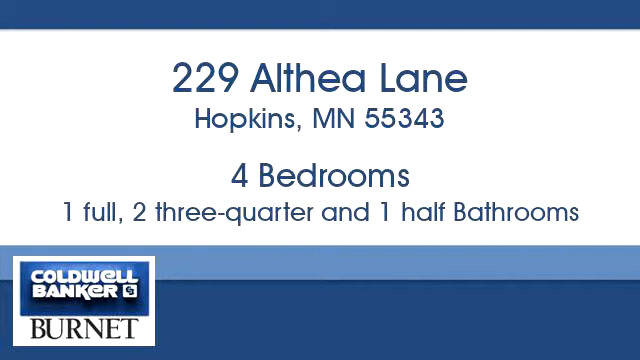 229 Althea Lane
Hopkins, MN 55343
4 Bedrooms
1 full, 2 three-quarter and 1 half Bathrooms
COLDWELL
BANKER
BURNET